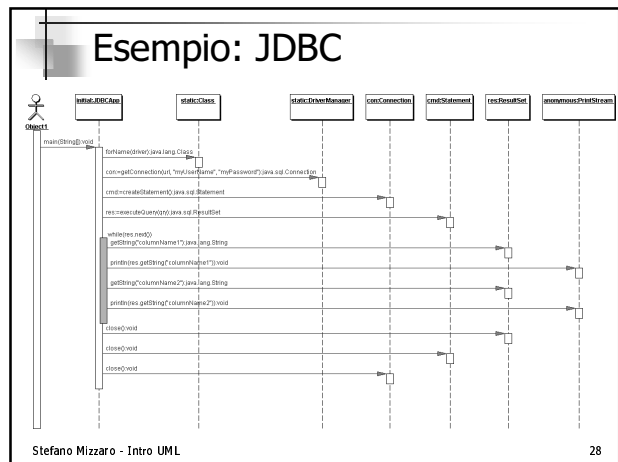 Esempio: JDBC
Object1
initial:JDBCApp
static:Class
static:DriverManager
con:Connection
cmd:Statement
res:ResultSet
anonymous:PrintStream
main(String[]):void
forName(driver):java.lang.Class
con:=getConnection(url, "myUserName", "myPassword"):java.sql.Connection
cmd:=createStatement():java.sql.Statement
res:=executeQuery(qry):java.sql.ResultSet
while(res.next())
getString("columnName1"):java.lang.String
println(res.getString("columnName1")):void
getString("columnName2"):java.lang.String
println(res.getString("columnName2")):void
close():void
close():void
close():void
Stefano Mizzaro - Intro UML
28